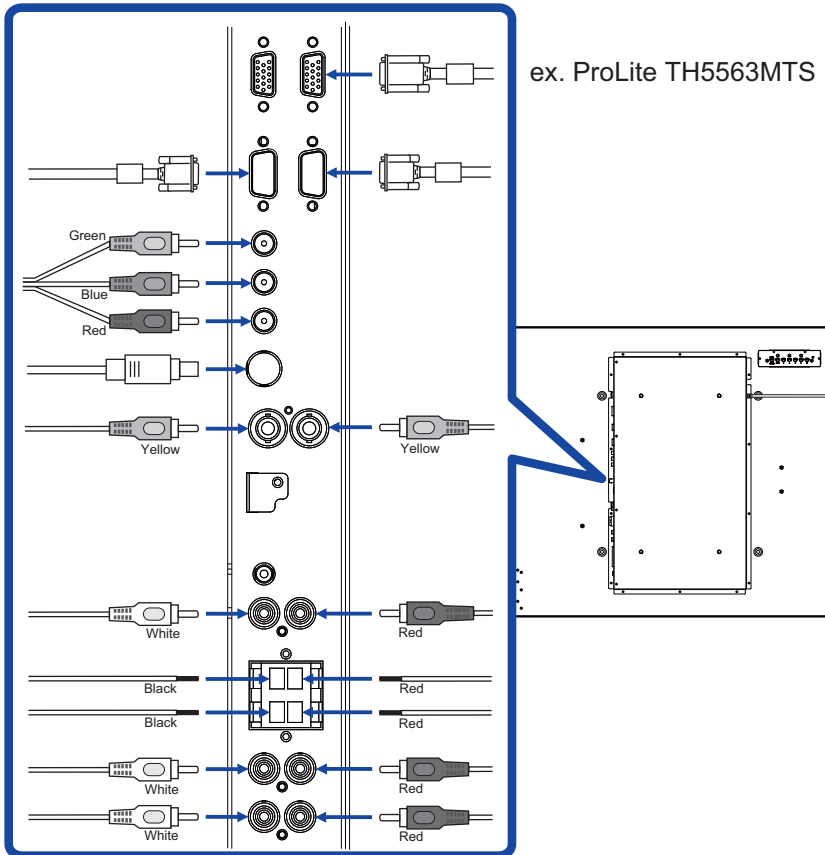 ex. ProLite TH5563MTS
Green
Blue
Red
Yellow
Yellow
White
Red
Black
Red
Black
Red
White
Red
White
Red